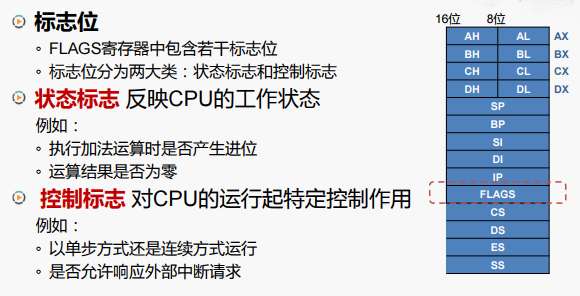 标志位
FLAGS寄存器中包含若干标志位
标志位分为两大类：状态标志和控制标志
状态标志 反映CPU的工作状态
例如：
执行加法运算时是否产生进位
运算结果是否为零
控制标志 对CPU的运行起特定控制作用
例如：
以单步方式还是连续方式运行
是否允许响应外部中断请求
16位 8位
AH AL AX
BH BL BX
CH CL CX
DH DL DX
SP
BP
SI
DI
IP
FLAGS
CS
DS
ES
SS